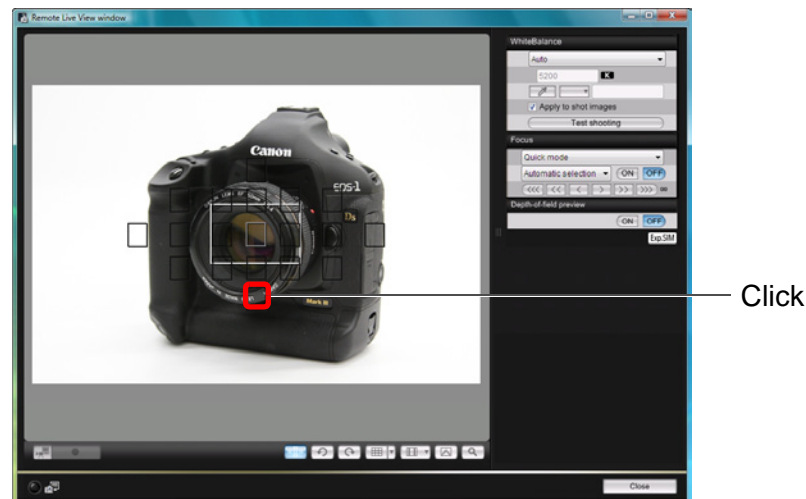 Remote Live View window
WhiteBalance
Auto
5200 K
Apply to shot images
Test shooting
Focus
Quick mode
Automatic selection ON OFF
<<< << < > >> >>> ∞
Depth-of-field preview
ON OFF
Exp.SIM
Canon
EOS-1
Ds
Mark III
Click
Close